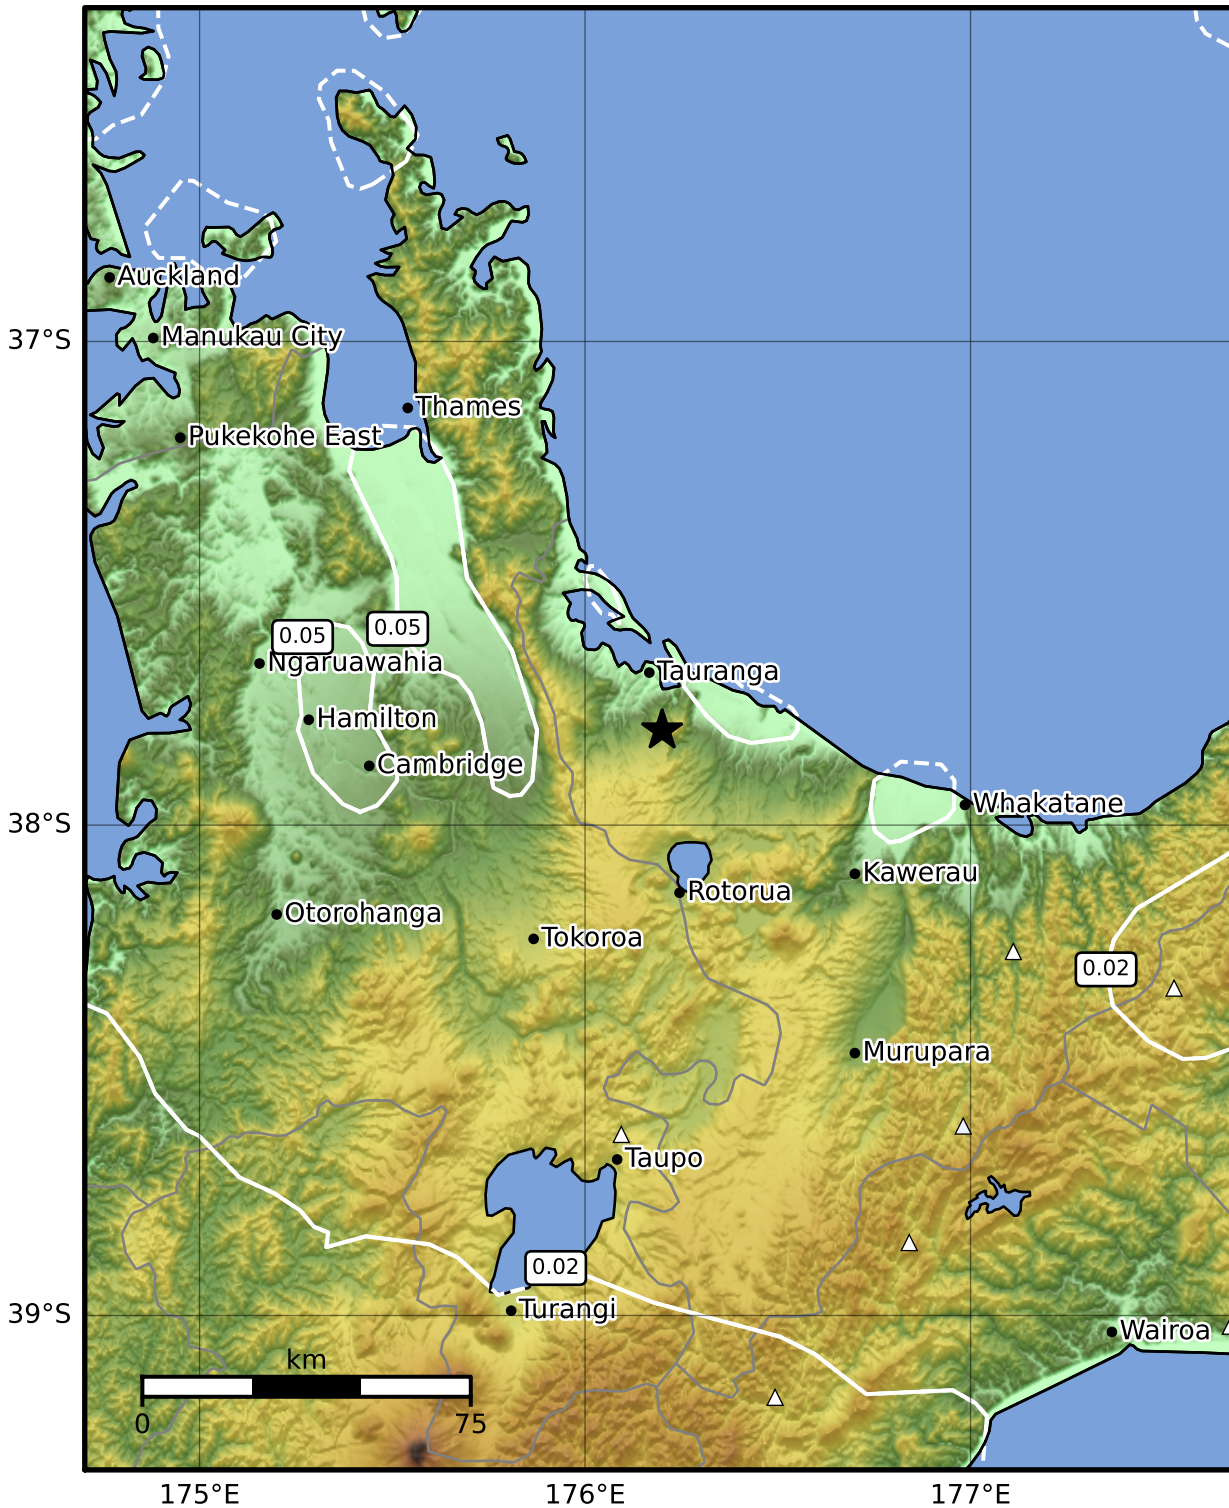 Auckland
37°S
Manukau City
Thames
Pukekohe East
0.05
0.05
Ngaruawahia
Tauranga
Hamilton
Cambridge
Whakatane
38°S
Kawerau
Rotorua
Otorohanga
Tokoroa
0.02
Murupara
Taupo
0.02
39°S
Turangi
Wairoa
km
0
75
175°E
176°E
177°E